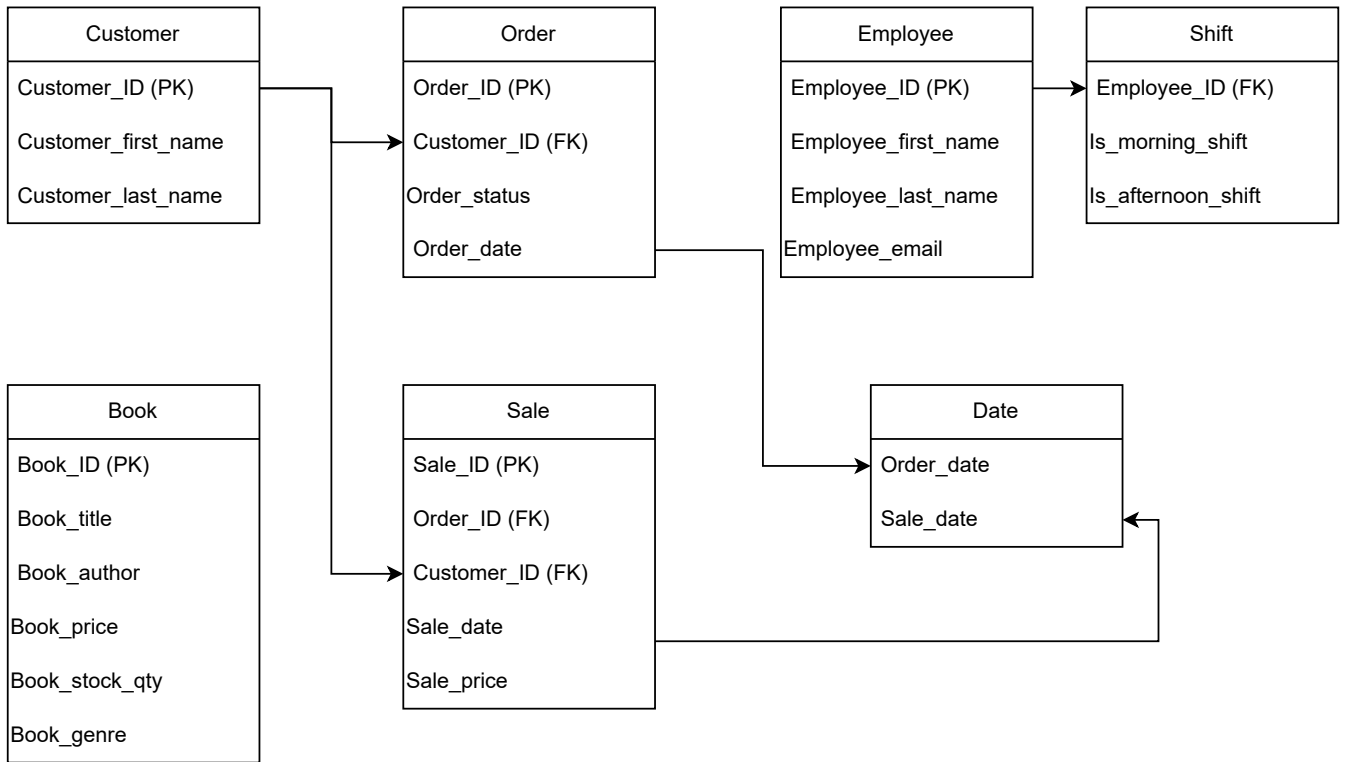 Customer
Customer_ID (PK)
Customer_first_name
Customer_last_name
Order
Order_ID (PK)
Customer_ID (FK)
Order_status
Order_date
Employee
Employee_ID (PK)
Employee_first_name
Employee_last_name
Employee_email
Shift
Employee_ID (FK)
Is_morning_shift
Is_afternoon_shift
Book
Book_ID (PK)
Book_title
Book_author
Book_price
Book_stock_qty
Book_genre
Sale
Sale_ID (PK)
Order_ID (FK)
Customer_ID (FK)
Sale_date
Sale_price
Date
Order_date
Sale_date